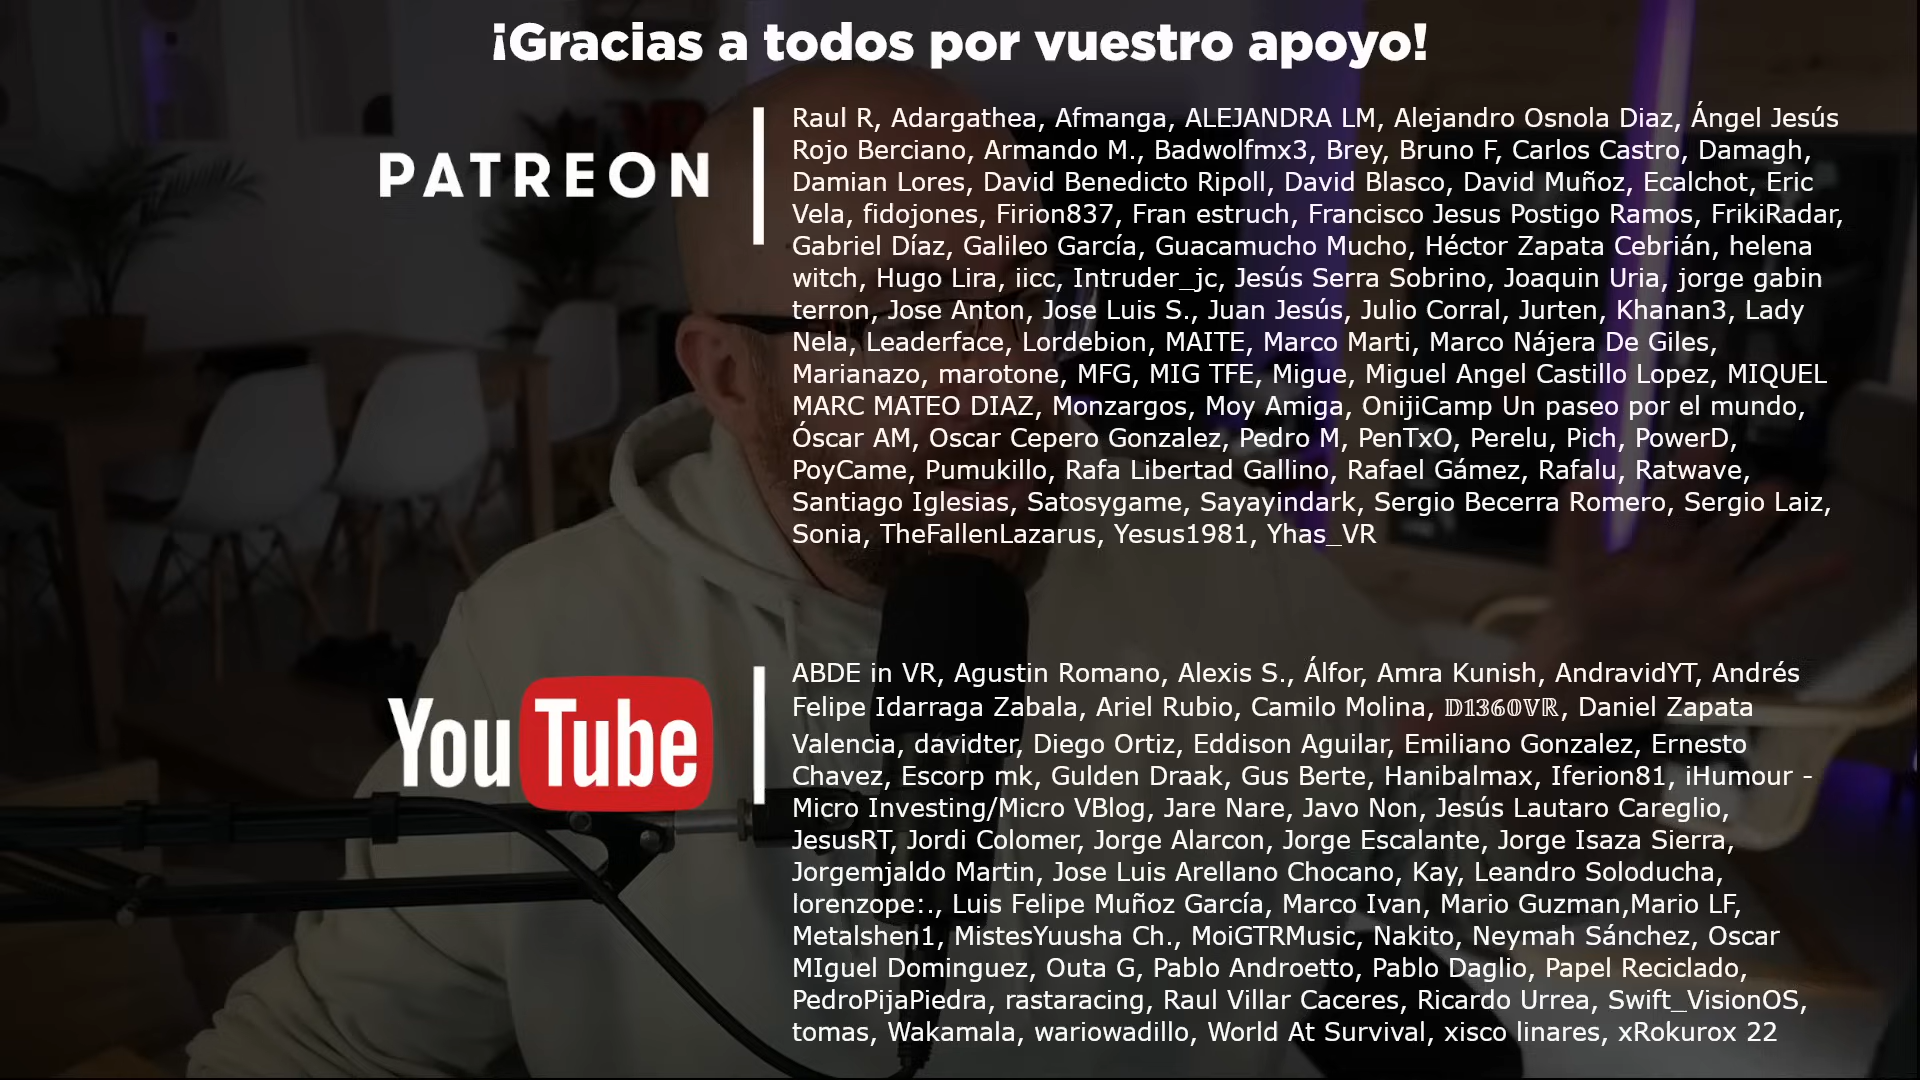 ¡Gracias a todos por vuestro apoyo!
PATREON
Raul R, Adargathea, Afmanga, ALEJANDRA LM, Alejandro Osnola Diaz, Ángel Jesús
Rojo Berciano, Armando M., Badwolfmx3, Brey, Bruno F, Carlos Castro, Damagh,
Damian Lores, David Benedicto Ripoll, David Blasco, David Muñoz, Ecalchot, Eric
Vela, fidojones, Firion837, Fran estruch, Francisco Jesus Postigo Ramos, FrikiRadar,
Gabriel Díaz, Galileo García, Guacamucho Mucho, Héctor Zapata Cebrián, helena
witch, Hugo Lira, iicc, Intruder_jc, Jesús Serra Sobrino, Joaquin Uria, jorge gabin
terron, Jose Anton, Jose Luis S., Juan Jesús, Julio Corral, Jurten, Khanan3, Lady
Nela, Leaderface, Lordebion, MAITE, Marco Marti, Marco Nájera De Giles,
Marianazo, marotone, MFG, MIG TFE, Migue, Miguel Angel Castillo Lopez, MIQUEL
MARC MATEO DIAZ, Monzargos, Moy Amiga, OnijiCamp Un paseo por el mundo,
Óscar AM, Oscar Cepero Gonzalez, Pedro M, PenTxO, Perelu, Pich, PowerD,
PoyCame, Pumukillo, Rafa Libertad Gallino, Rafael Gámez, Rafalu, Ratwave,
Santiago Iglesias, Satosygame, Sayayindark, Sergio Becerra Romero, Sergio Laiz,
Sonia, TheFallenLazarus, Yesus1981, Yhas_VR
YouTube
ABDE in VR, Agustin Romano, Alexis S., Álfor, Amra Kunish, AndravidYT, Andrés
Felipe Idarraga Zabala, Ariel Rubio, Camilo Molina, 𝔻𝟙𝟛𝟞𝟘𝕍ℝ, Daniel Zapata
Valencia, davidter, Diego Ortiz, Eddison Aguilar, Emiliano Gonzalez, Ernesto
Chavez, Escorp mk, Gulden Draak, Gus Berte, Hanibalmax, Iferion81, iHumour -
Micro Investing/Micro VBlog, Jare Nare, Javo Non, Jesús Lautaro Careglio,
JesusRT, Jordi Colomer, Jorge Alarcon, Jorge Escalante, Jorge Isaza Sierra,
Jorgemjaldo Martin, Jose Luis Arellano Chocano, Kay, Leandro Soloducha,
lorenzope:., Luis Felipe Muñoz García, Marco Ivan, Mario Guzman,Mario LF,
Metalshen1, MistesYuusha Ch., MoiGTRMusic, Nakito, Neymah Sánchez, Oscar
MIguel Dominguez, Outa G, Pablo Androetto, Pablo Daglio, Papel Reciclado,
PedroPijaPiedra, rastaracing, Raul Villar Caceres, Ricardo Urrea, Swift_VisionOS,
tomas, Wakamala, wariowadillo, World At Survival, xisco linares, xRokurox 22